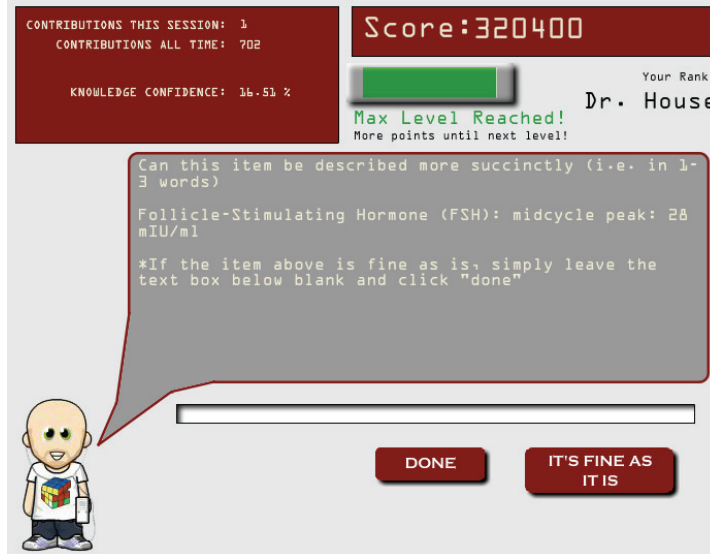 CONTRIBUTIONS THIS SESSION: 1
CONTRIBUTIONS ALL TIME: 702
KNOWLEDGE CONFIDENCE: 16.51 %
Score:320400
Your Rank
Dr. House
Max Level Reached!
More points until next level!
Can this item be described more succinctly (i.e. in 1-
3 words)
Follicle-Stimulating Hormone (FSH): midcycle peak: 28
mIU/ml
*If the item above is fine as is, simply leave the
text box below blank and click "done"
DONE
IT'S FINE AS
IT IS